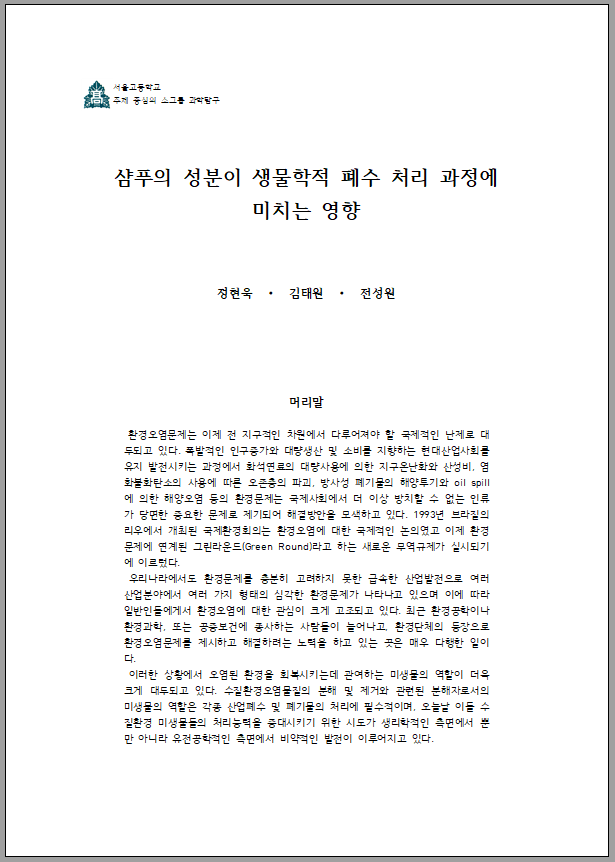 高
서울고등학교
주제 중심의 소그룹 과학탐구
샴푸의 성분이 생물학적 폐수 처리 과정에
미치는 영향
정현욱 • 김태원 • 전성원
머리말
환경오염문제는 이제 전 지구적인 차원에서 다루어져야 할 국제적인 난제로 대
두되고 있다. 폭발적인 인구증가와 대량생산 및 소비를 지향하는 현대산업사회를
유지 발전시키는 과정에서 화석연료의 대량사용에 의한 지구온난화와 산성비, 염
화불화탄소의 사용에 따른 오존층의 파괴, 방사성 폐기물의 해양투기와 oil spill
에 의한 해양오염 등의 환경문제는 국제사회에서 더 이상 방치할 수 없는 인류
가 당면한 중요한 문제로 제기되어 해결방안을 모색하고 있다. 1993년 브라질의
리우에서 개최된 국제환경회의는 환경오염에 대한 국제적인 논의였고 이제 환경
문제에 연계된 그린라운드(Green Round)라고 하는 새로운 무역규제가 실시되기
에 이르렀다.
우리나라에서도 환경문제를 충분히 고려하지 못한 급속한 산업발전으로 여러
산업분야에서 여러 가지 형태의 심각한 환경문제가 나타나고 있으며 이에 따라
일반인들에게서 환경오염에 대한 관심이 크게 고조되고 있다. 최근 환경공학이나
환경과학, 또는 공중보건에 종사하는 사람들이 늘어나고, 환경단체의 등장으로
환경오염문제를 제시하고 해결하려는 노력을 하고 있는 곳은 매우 다행한 일이
다.
이러한 상황에서 오염된 환경을 회복시키는데 관여하는 미생물의 역할이 더욱
크게 대두되고 있다. 수질환경오염물질의 분해 및 제거와 관련된 분해자로서의
미생물의 역할은 각종 산업폐수 및 폐기물의 처리에 필수적이며, 오늘날 이들 수
질환경 미생물들의 처리능력을 증대시키기 위한 시도가 생리학적인 측면에서 뿐
만 아니라 유전공학적인 측면에서 비약적인 발전이 이루어지고 있다.